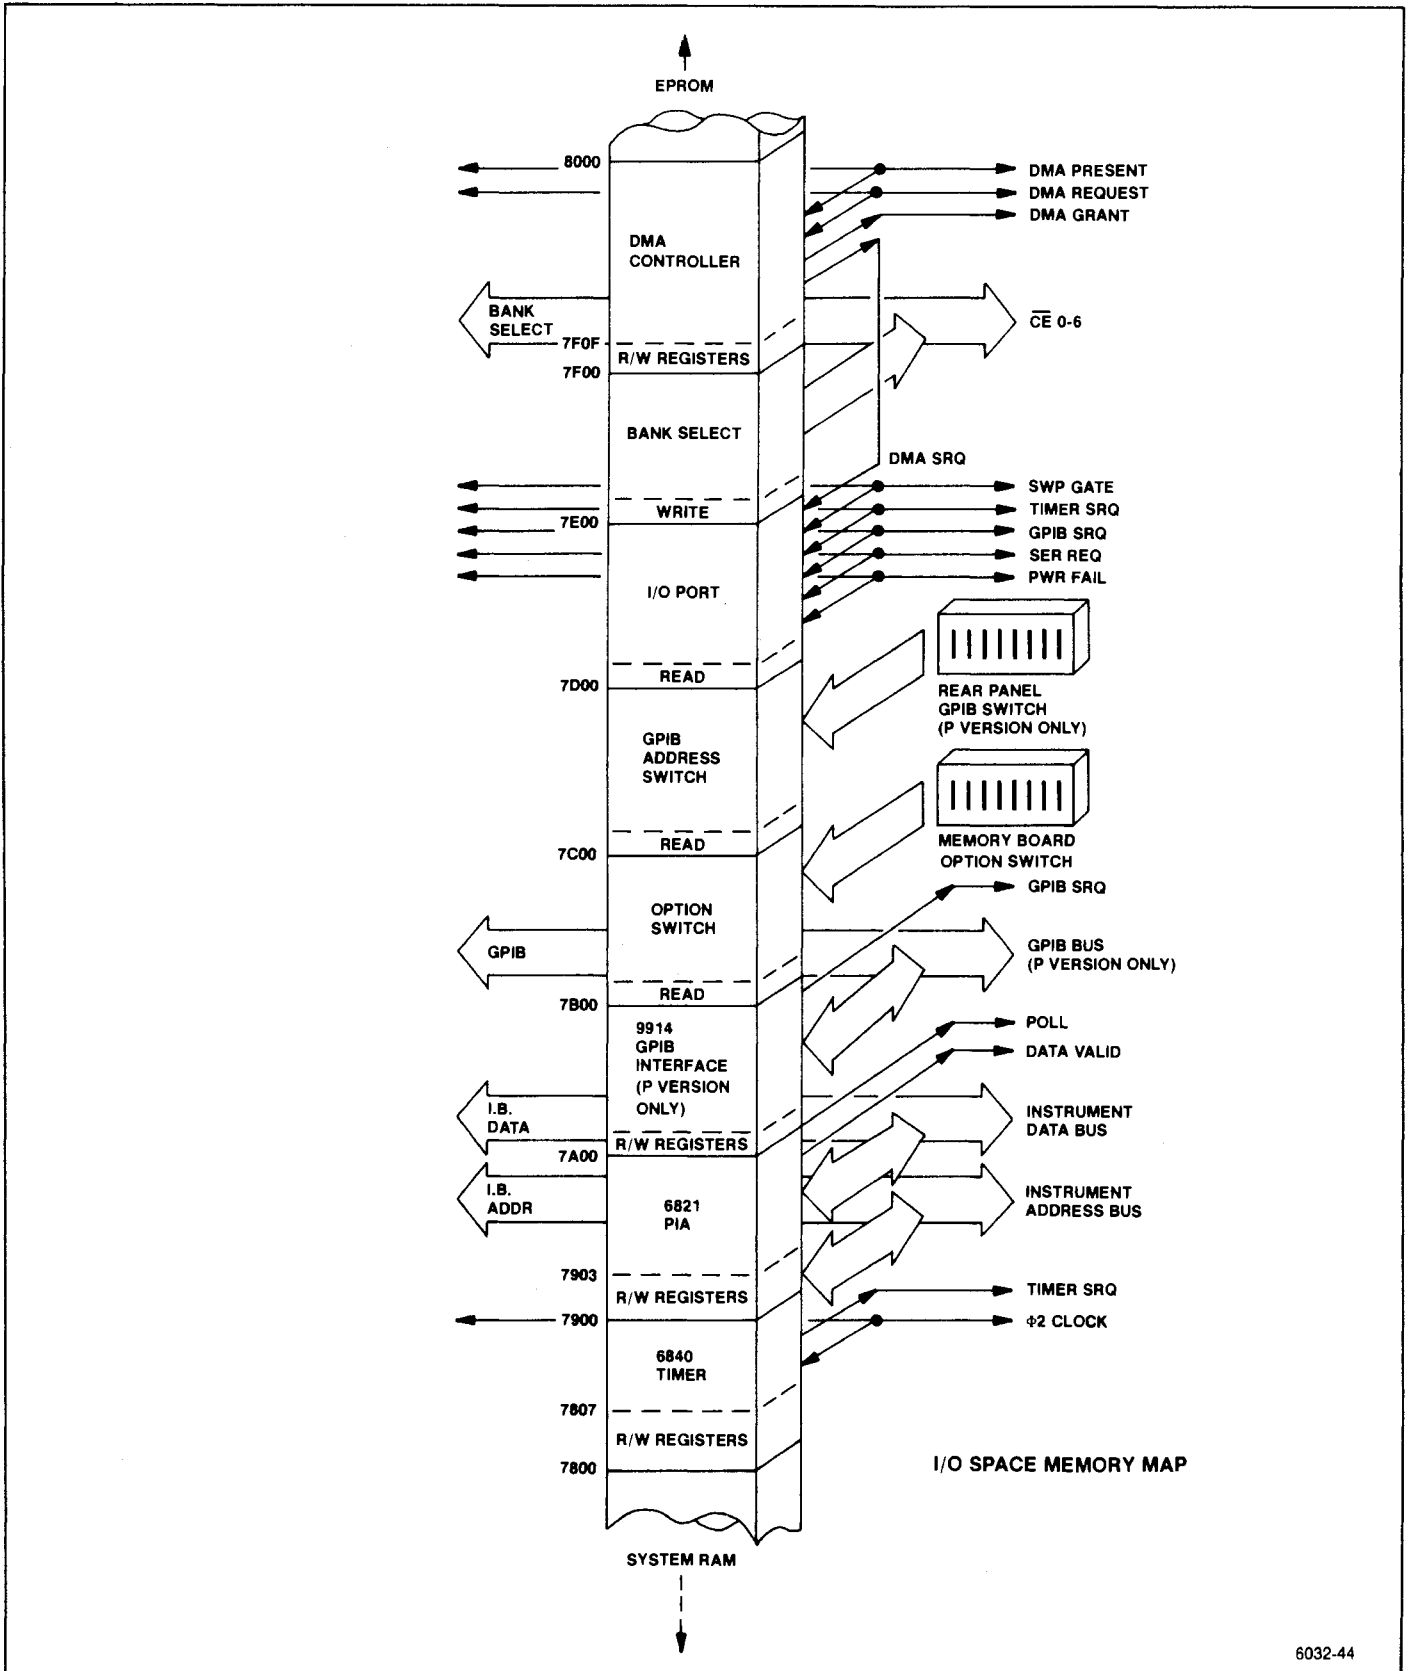 EPROM
8000
DMA PRESENT
DMA REQUEST
DMA GRANT
DMA
CONTROLLER
BANK
SELECT
CE 0-6
7F0F
R/W REGISTERS
7F00
BANK SELECT
DMA SRQ
SWP GATE
WRITE
TIMER SRQ
7E00
GPIB SRQ
SER REQ
PWR FAIL
I/O PORT
READ
7D00
REAR PANEL
GPIB SWITCH
(P VERSION ONLY)
GPIB
ADDRESS
SWITCH
READ
7C00
MEMORY BOARD
OPTION SWITCH
GPIB SRQ
OPTION
SWITCH
GPIB
GPIB BUS
(P VERSION ONLY)
READ
7B00
9914
GPIB
INTERFACE
(P VERSION
ONLY)
POLL
DATA VALID
I.B.
DATA
INSTRUMENT
DATA BUS
R/W REGISTERS
7A00
I.B.
ADDR
6821
PIA
INSTRUMENT
ADDRESS BUS
7903
R/W REGISTERS
TIMER SRQ
7900
Φ2 CLOCK
6840
TIMER
7807
R/W REGISTERS
7800
I/O SPACE MEMORY MAP
SYSTEM RAM
6032-44